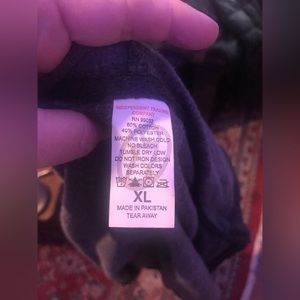 INDEPENDENT TRADING
COMPANY
RN 99052
60% COTTON
40% POLYESTER
MACHINE WASH COLD
NO BLEACH
TUMBLE DRY LOW
DO NOT IRON DESIGN
WASH COLORS
SEPARATELY
XL
MADE IN PAKISTAN
TEAR AWAY